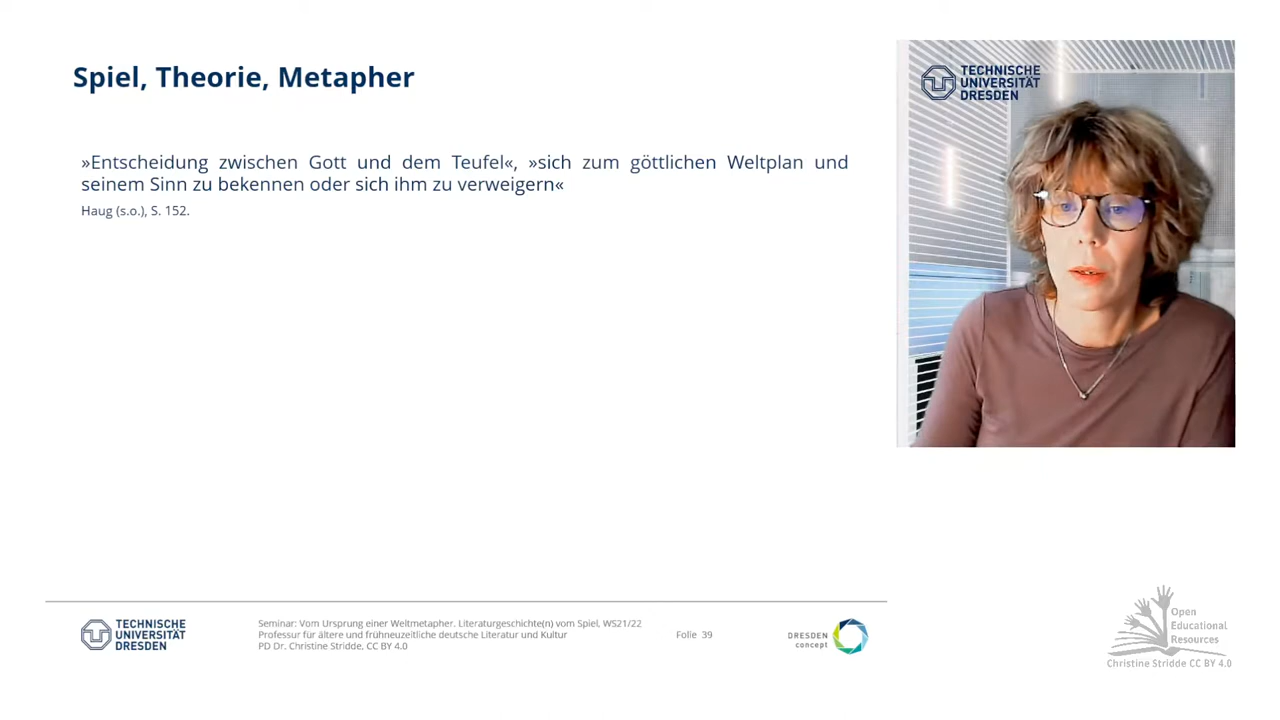 Spiel, Theorie, Metapher
»Entscheidung zwischen Gott und dem Teufel«, »sich zum göttlichen Weltplan und
seinem Sinn zu bekennen oder sich ihm zu verweigern«
Haug (s.o.), S. 152.
TECHNISCHE
UNIVERSITÄT
DRESDEN
TECHNISCHE
UNIVERSITÄT
DRESDEN
Seminar: Vom Ursprung einer Weltmetapher. Literaturgeschichte(n) vom Spiel, WS21/22
Professur für ältere und frühneuzeitliche deutsche Literatur und Kultur
PD Dr. Christine Stridde, CC BY 4.0
Folie 39
DRESDEN
concept
Open
Educational
Resources
Christine Stridde CC BY 4.0